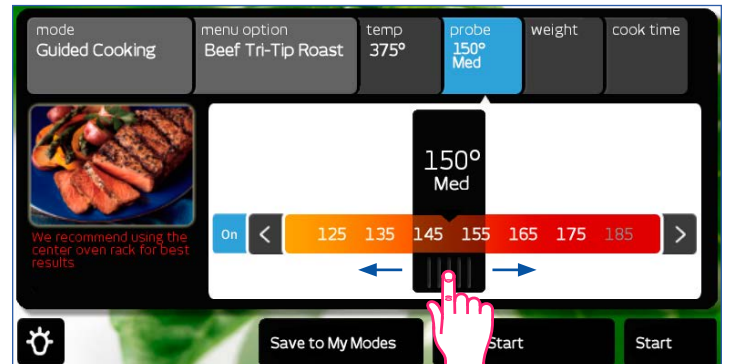 mode
Guided Cooking
menu option
Beef Tri-Tip Roast
temp
375°
probe
150°
Med
weight
cook time
150°
Med
We recommend using the
center oven rack for best
results
On < 125 135 145 155 165 175 185 >
Save to My Modes
Start
Start